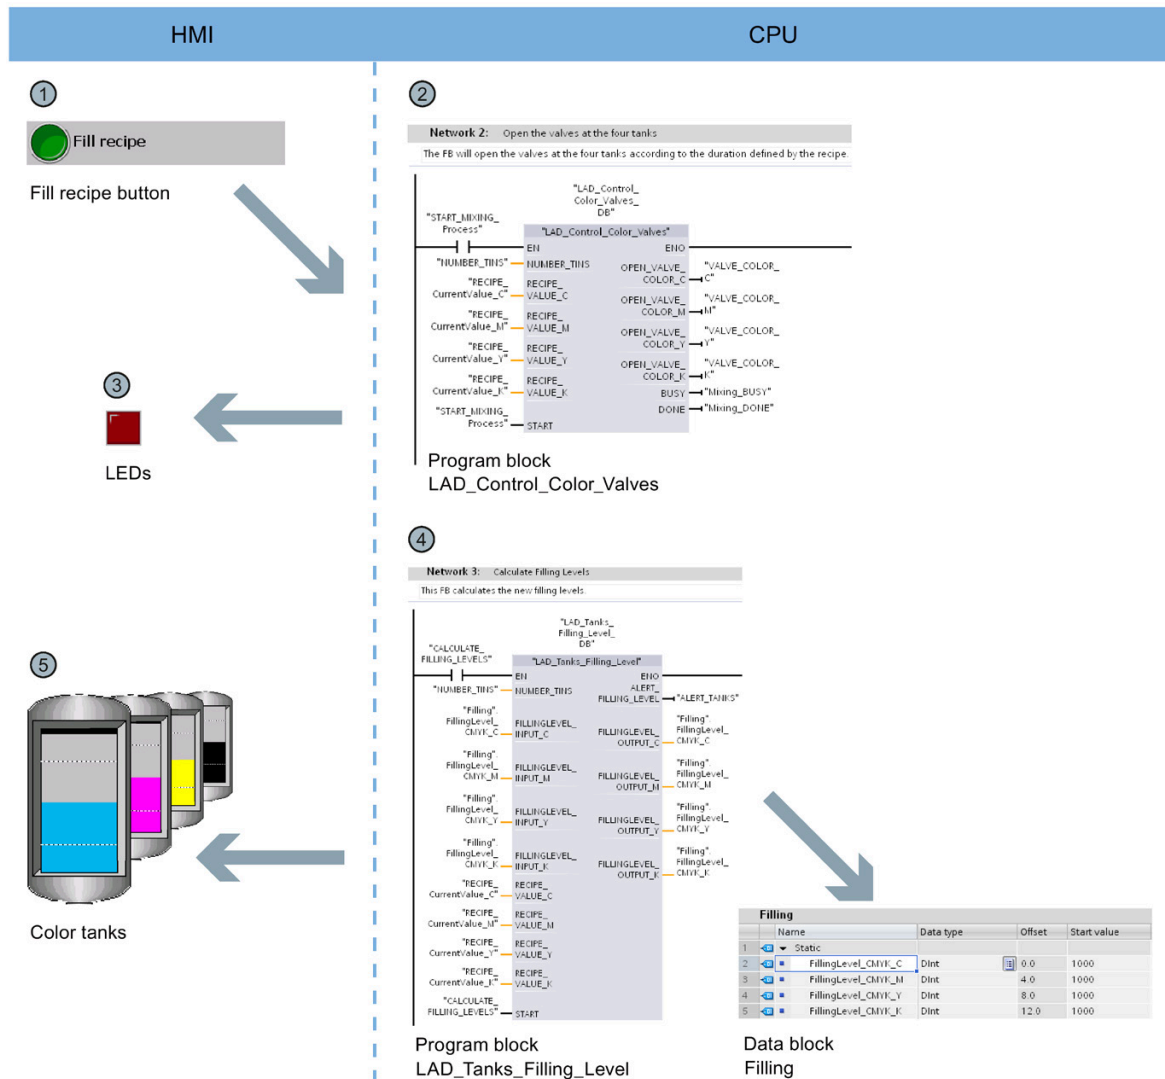 HMI
CPU
1
Fill recipe
Fill recipe button
2
Network 2: Open the valves at the four tanks
The FB will open the valves at the four tanks according to the duration defined by the recipe.
"LAD_Control_
Color_Valves_
DB"
"START_MIXING_
Process"
"LAD_Control_Color_Valves"
EN ENO
"NUMBER_TINS" NUMBER_TINS
OPEN_VALVE_ "VALVE_COLOR_
COLOR_C C"
"RECIPE_ RECIPE_
CurrentValue_C" VALUE_C
OPEN_VALVE_ "VALVE_COLOR_
COLOR_M M"
"RECIPE_ RECIPE_
CurrentValue_M" VALUE_M
OPEN_VALVE_ "VALVE_COLOR_
COLOR_Y Y"
"RECIPE_ RECIPE_
CurrentValue_Y" VALUE_Y
OPEN_VALVE_ "VALVE_COLOR_
COLOR_K K"
"RECIPE_ RECIPE_
CurrentValue_K" VALUE_K
BUSY "Mixing_BUSY"
DONE "Mixing_DONE"
"START_MIXING_
Process" START
Program block
LAD_Control_Color_Valves
3
LEDs
4
Network 3: Calculate Filling Levels
This FB calculates the new filling levels.
"LAD_Tanks_
Filling_Level_
DB"
"CALCULATE_
FILLING_LEVELS"
"LAD_Tanks_Filling_Level"
EN ENO
"NUMBER_TINS" NUMBER_TINS
ALERT_
FILLING_LEVEL "ALERT_TANKS"
"Filling".
FillingLevel_ FILLINGLEVEL_
CMYK_C INPUT_C
"Filling".
FILLINGLEVEL_ FillingLevel_
OUTPUT_C CMYK_C
"Filling".
FillingLevel_ FILLINGLEVEL_
CMYK_M INPUT_M
"Filling".
FILLINGLEVEL_ FillingLevel_
OUTPUT_M CMYK_M
"Filling".
FillingLevel_ FILLINGLEVEL_
CMYK_Y INPUT_Y
"Filling".
FILLINGLEVEL_ FillingLevel_
OUTPUT_Y CMYK_Y
"Filling".
FillingLevel_ FILLINGLEVEL_
CMYK_K INPUT_K
"Filling".
FILLINGLEVEL_ FillingLevel_
OUTPUT_K CMYK_K
"RECIPE_ RECIPE_
CurrentValue_C" VALUE_C
"RECIPE_ RECIPE_
CurrentValue_M" VALUE_M
"RECIPE_ RECIPE_
CurrentValue_Y" VALUE_Y
"RECIPE_ RECIPE_
CurrentValue_K" VALUE_K
"CALCULATE_
FILLING_LEVELS" START
Program block
LAD_Tanks_Filling_Level
5
Color tanks
Filling
Name Data type Offset Start value
1 Static
2 FillingLevel_CMYK_C DInt 0.0 1000
3 FillingLevel_CMYK_M DInt 4.0 1000
4 FillingLevel_CMYK_Y DInt 8.0 1000
5 FillingLevel_CMYK_K DInt 12.0 1000
Data block
Filling